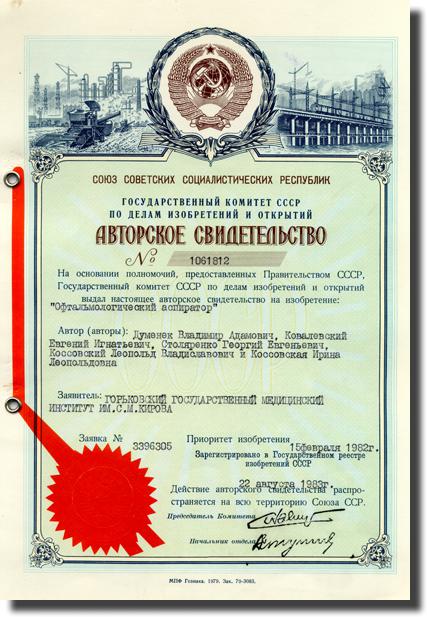 СОЮЗ СОВЕТСКИХ СОЦИАЛИСТИЧЕСКИХ РЕСПУБЛИК
ГОСУДАРСТВЕННЫЙ КОМИТЕТ СССР
ПО ДЕЛАМ ИЗОБРЕТЕНИЙ И ОТКРЫТИЙ
АВТОРСКОЕ СВИДЕТЕЛЬСТВО
№ 1061812
На основании полномочий, предоставленных Правительством СССР,
Государственный комитет СССР по делам изобретений и открытий
выдал настоящее авторское свидетельство на изобретение:
"Офтальмологический аспиратор"
Автор (авторы): Думенек Владимир Адамович, Ковалевский
Евгений Игнатьевич, Столяренко Георгий Евгеньевич,
Коссовский Леопольд Владиславович и Коссовская Ирина
Леопольдовна
Заявитель: ГОРЬКОВСКИЙ ГОСУДАРСТВЕННЫЙ МЕДИЦИНСКИЙ
ИНСТИТУТ ИМ.С.М.КИРОВА
Заявка № 3396305 Приоритет изобретения 15февраля 1982г.
Зарегистрировано в Государственном реестре
изобретений СССР
22 августа 1983г.
Действие авторского свидетельства распро-
страняется на всю территорию Союза ССР.
Председатель Комитета
Начальник отдела
МПФ Гознака. 1979. Зак. 79-3083.